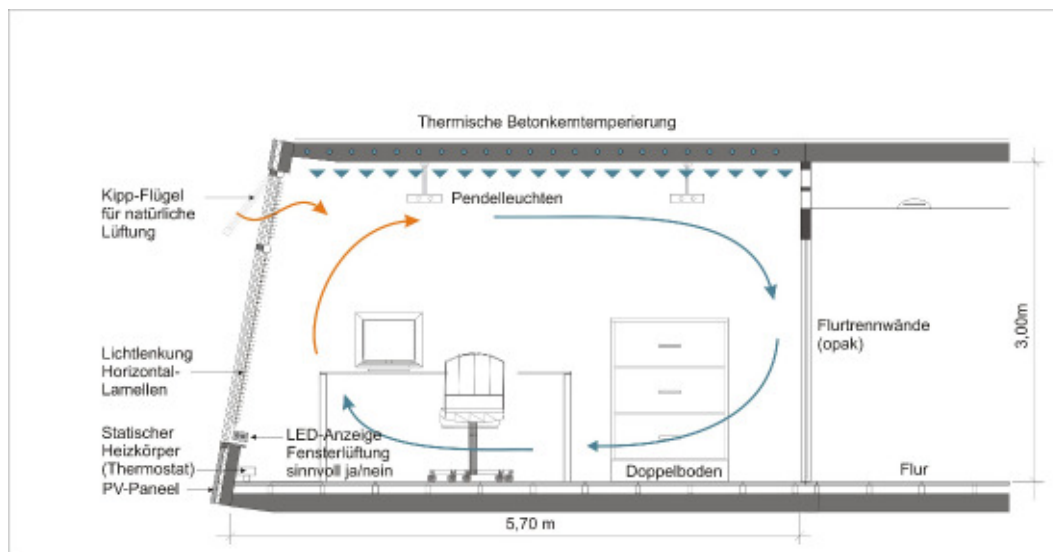 Thermische Betonkerntemperierung
Kipp-Flügel
für natürliche
Lüftung
Pendelleuchten
Flurtrennwände
(opak)
3,00m
Lichtlenkung
Horizontal-
Lamellen
Statischer
Heizkörper
(Thermostat)
PV-Paneel
LED-Anzeige
Fensterlüftung
sinnvoll ja/nein
Doppelboden
Flur
5,70 m